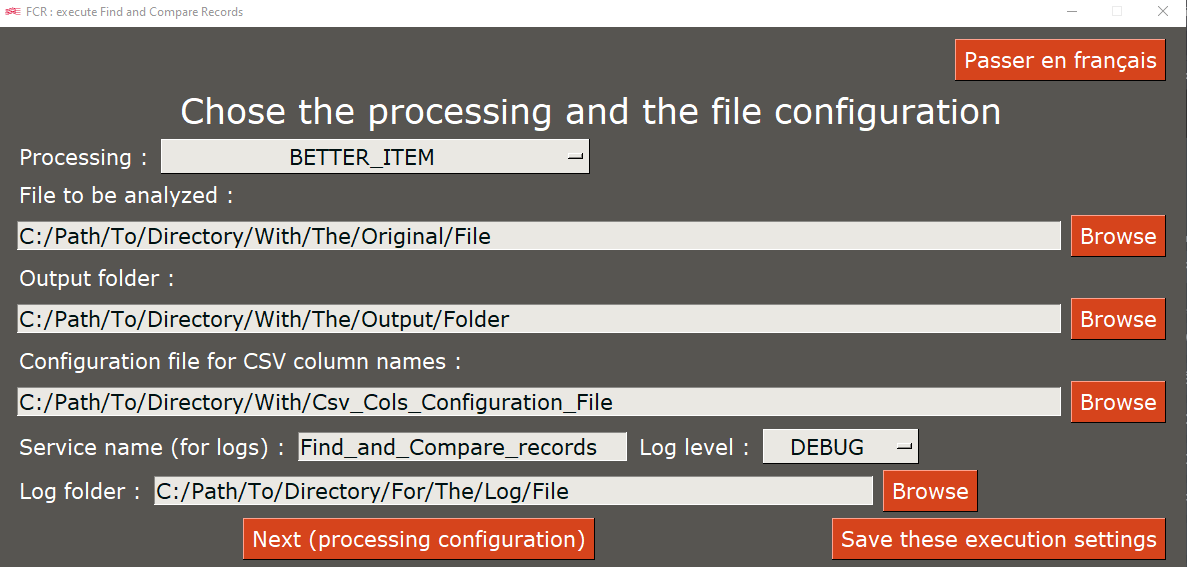 FCR : execute Find and Compare Records
Passer en français
Chose the processing and the file configuration
Processing : BETTER_ITEM
File to be analyzed :
C:/Path/To/Directory/With/The/Original/File Browse
Output folder :
C:/Path/To/Directory/With/The/Output/Folder Browse
Configuration file for CSV column names :
C:/Path/To/Directory/With/Csv_Cols_Configuration_File Browse
Service name (for logs) : Find_and_Compare_records Log level : DEBUG
Log folder : C:/Path/To/Directory/For/The/Log/File Browse
Next (processing configuration) Save these execution settings